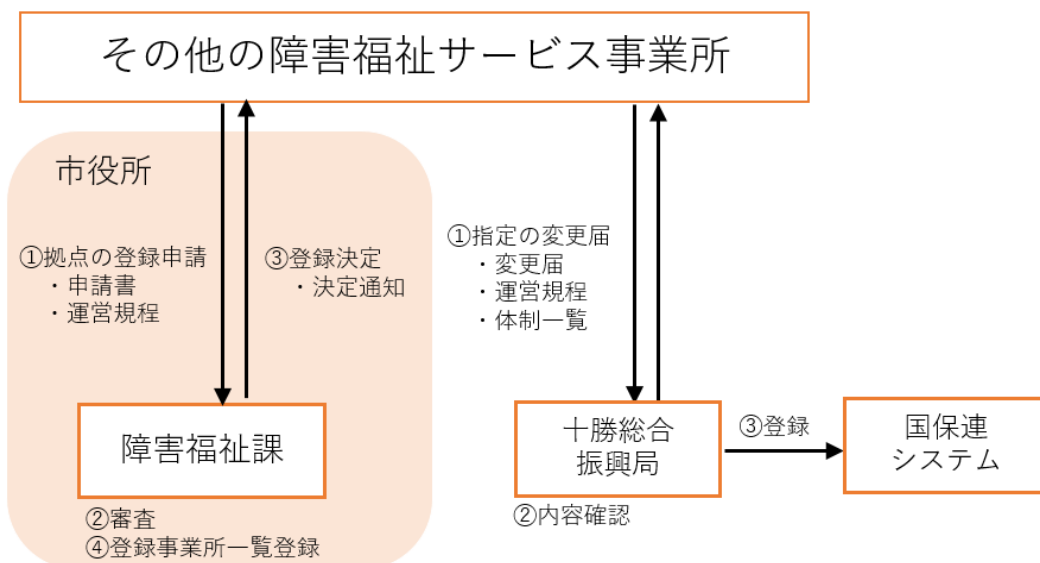 その他の障害福祉サービス事業所
市役所
①拠点の登録申請
・申請書
・運営規程
③登録決定
・決定通知
障害福祉課
②審査
④登録事業所一覧登録
①指定の変更届
・変更届
・運営規程
・体制一覧
十勝総合
振興局
②内容確認
③登録
国保連
システム